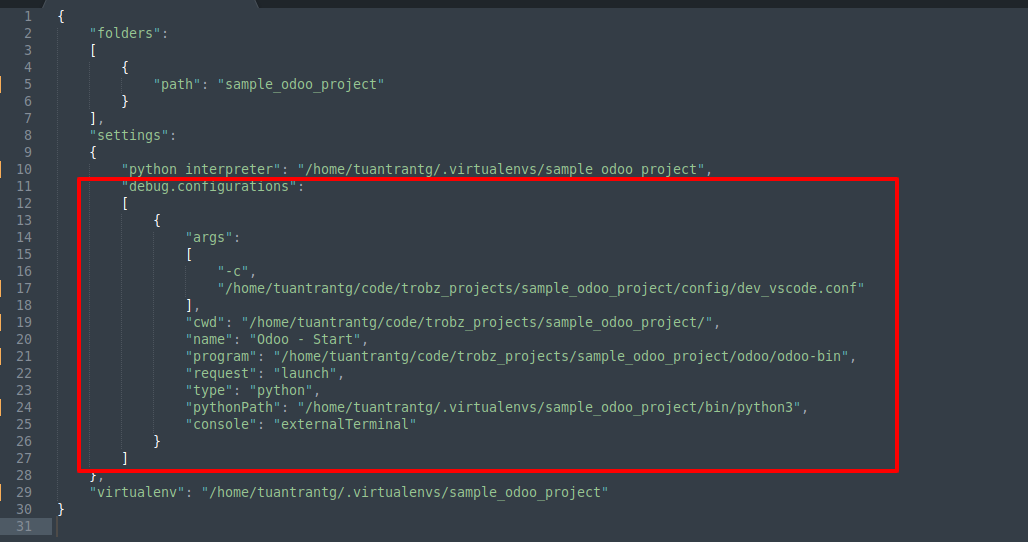 1 {
2 "folders":
3 [
4 {
5 "path": "sample_odoo_project"
6 }
7 ],
8 "settings":
9 {
10 "python_interpreter": "/home/tuantrantg/.virtualenvs/sample_odoo_project",
11 "debug.configurations":
12 [
13 {
14 "args":
15 [
16 "-c",
17 "/home/tuantrantg/code/trobz_projects/sample_odoo_project/config/dev_vscode.conf"
18 ],
19 "cwd": "/home/tuantrantg/code/trobz_projects/sample_odoo_project/",
20 "name": "Odoo - Start",
21 "program": "/home/tuantrantg/code/trobz_projects/sample_odoo_project/odoo/odoo-bin",
22 "request": "launch",
23 "type": "python",
24 "pythonPath": "/home/tuantrantg/.virtualenvs/sample_odoo_project/bin/python3",
25 "console": "externalTerminal"
26 }
27 ]
28 },
29 "virtualenv": "/home/tuantrantg/.virtualenvs/sample_odoo_project"
30 }
31